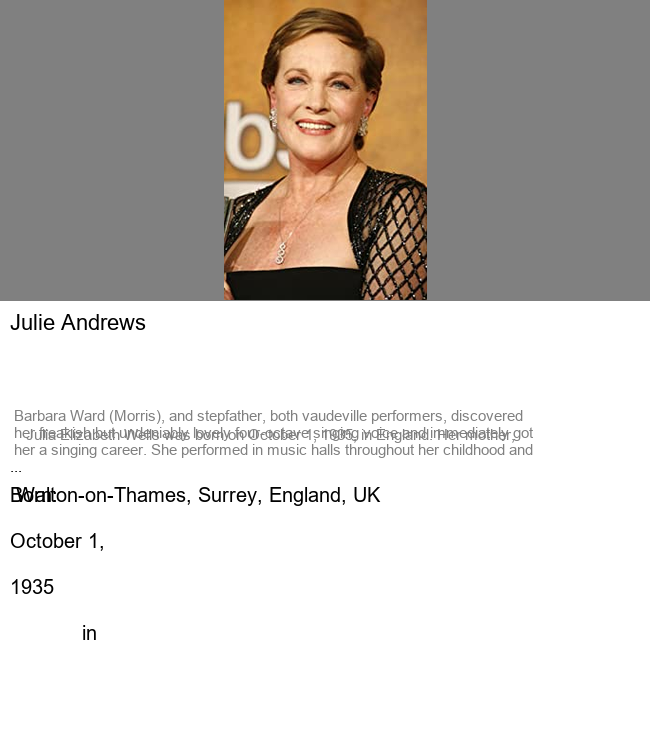 bs
Julie Andrews
Barbara Ward (Morris), and stepfather, both vaudeville performers, discovered
her freakish but undeniably lovely four-octave singing voice and immediately got
Julia Elizabeth Wells was born on October 1, 1935, in England. Her mother,
her a singing career. She performed in music halls throughout her childhood and
...
Born:
Walton-on-Thames, Surrey, England, UK
October 1,
1935
in